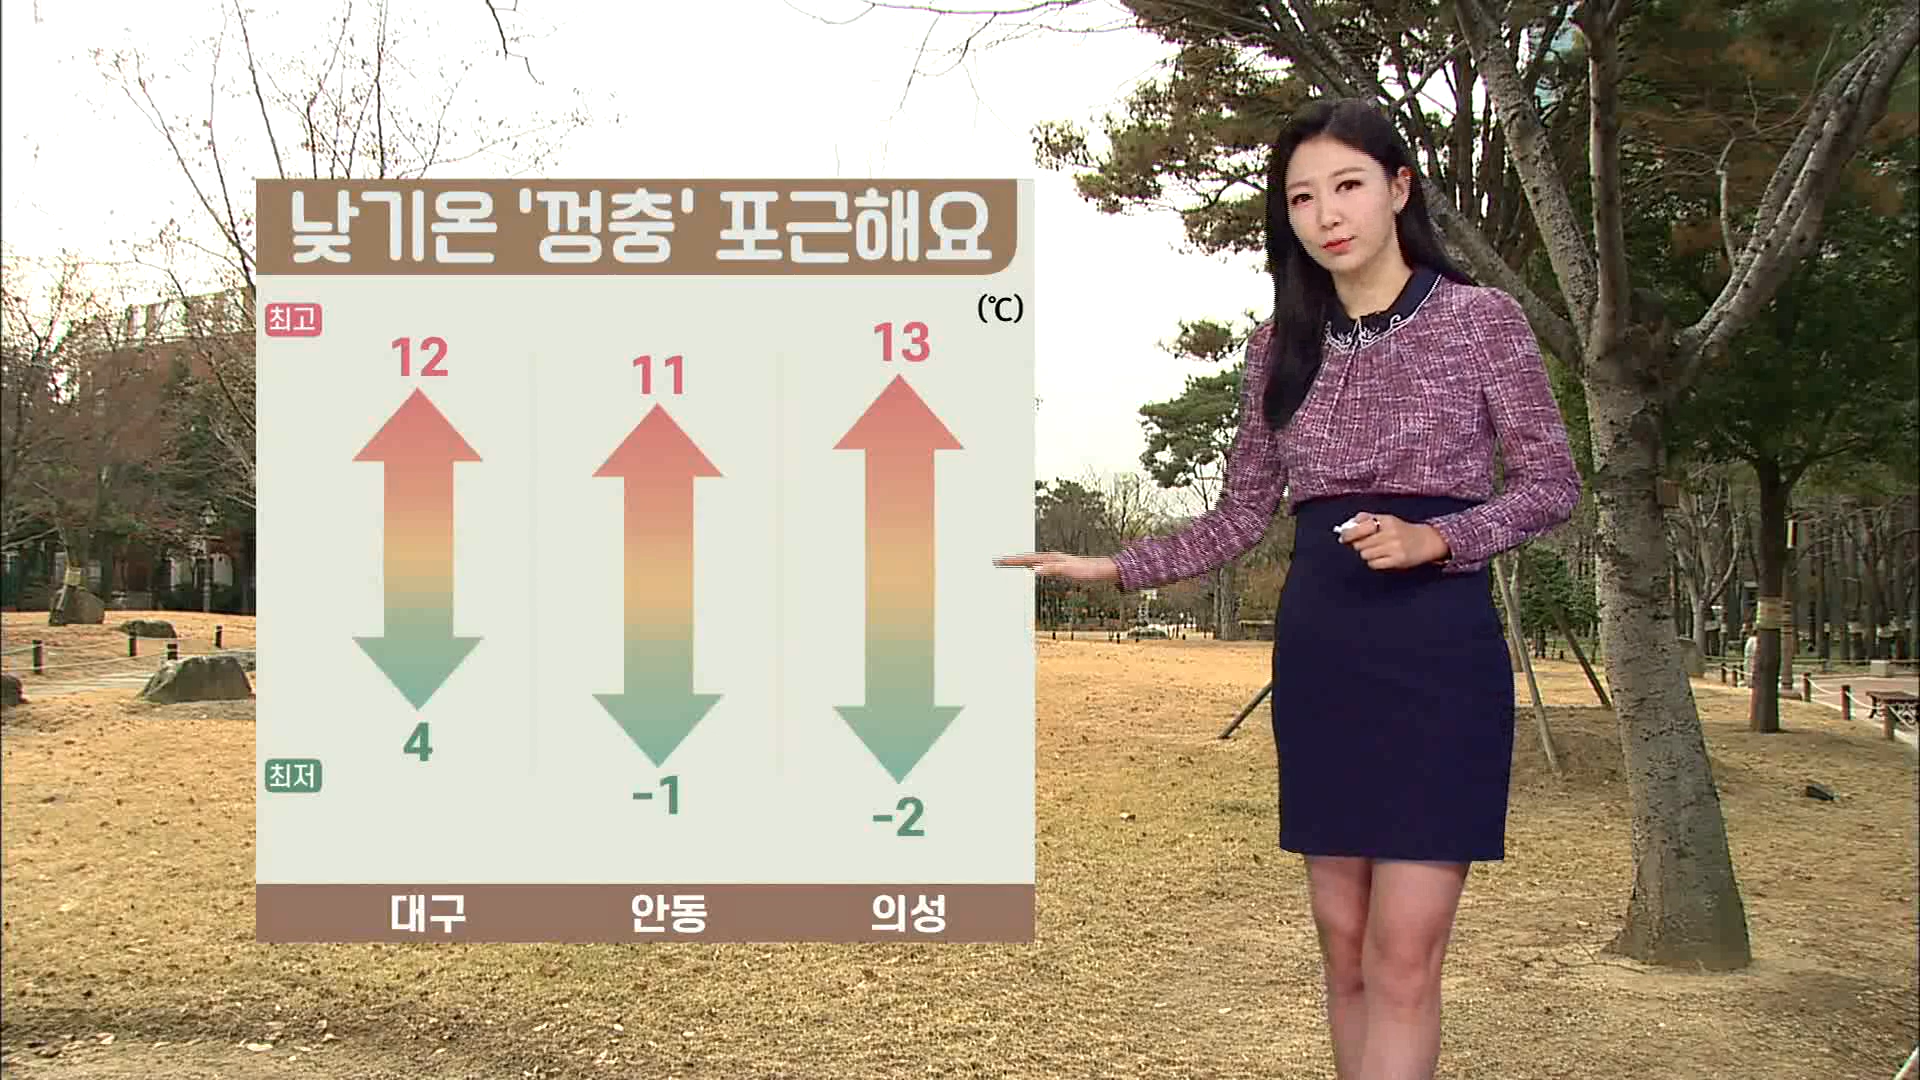 낮기온 '껑충' 포근해요
(℃)
최고
12 11 13
4 -1 -2
최저
대구 안동 의성